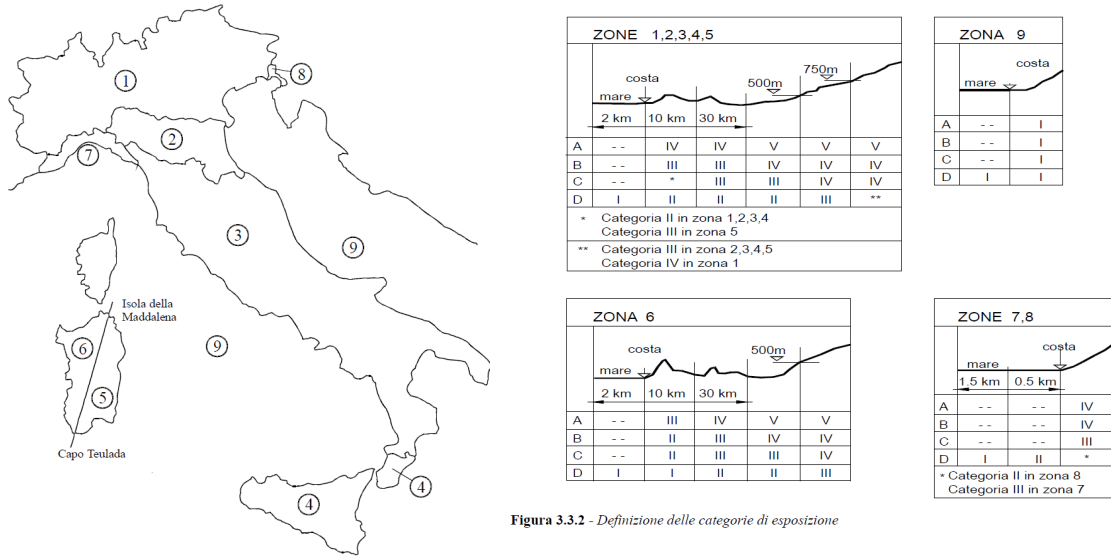 1
8
2
7
3
9
Isola della
Maddalena
6
9
5
Capo Teulada
4
4
ZONE 1,2,3,4,5
costa
mare
500m
750m
2 km 10 km 30 km
A -- IV IV V V V
B -- III III IV IV IV
C -- * III III IV IV
D I II II II III **
* Categoria II in zona 1,2,3,4
Categoria III in zona 5
** Categoria III in zona 2,3,4,5
Categoria IV in zona 1
ZONA 9
costa
mare
A -- I
B -- I
C -- I
D I I
ZONA 6
costa
mare
500m
2 km 10 km 30 km
A -- III IV V V
B -- II III IV IV
C -- II III III IV
D I I II II III
ZONE 7,8
costa
mare
1.5 km 0.5 km
A -- -- IV
B -- -- IV
C -- -- III
D I II *
* Categoria II in zona 8
Categoria III in zona 7
Figura 3.3.2 - Definizione delle categorie di esposizione